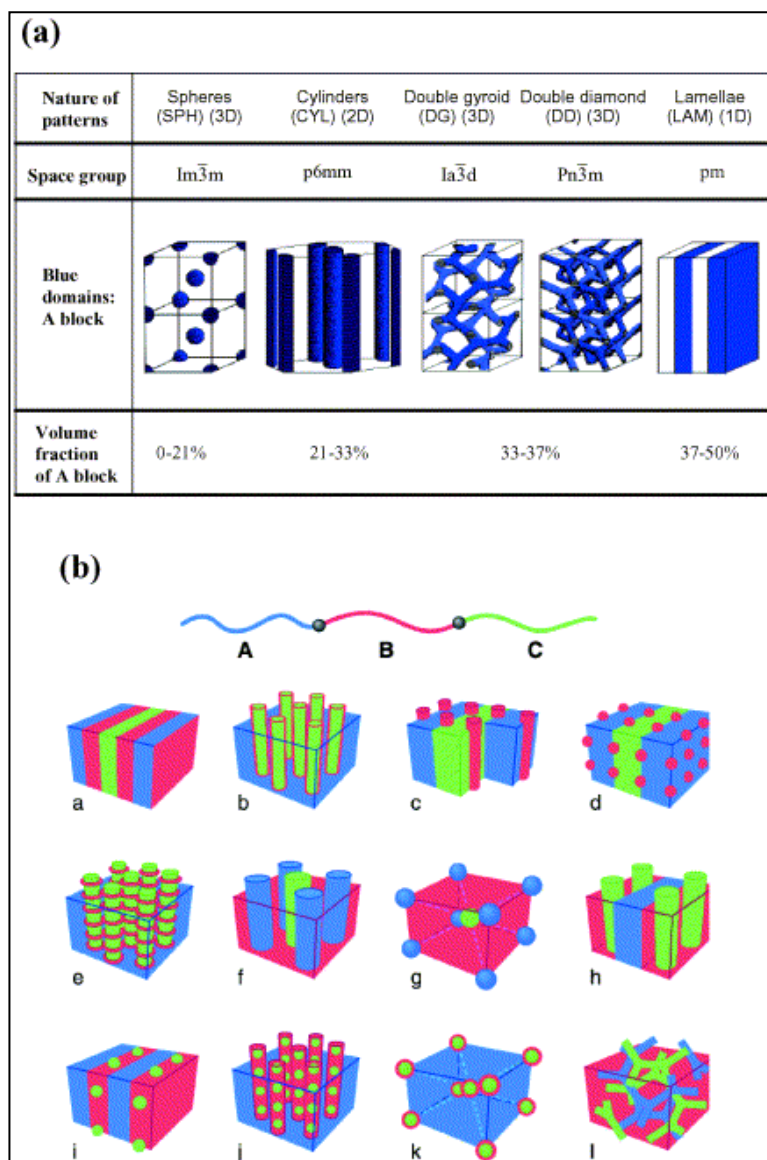 (a)
Nature of patterns
Spheres (SPH) (3D)
Cylinders (CYL) (2D)
Double gyroid (DG) (3D)
Double diamond (DD) (3D)
Lamellae (LAM) (1D)
Space group
Im3̅m
p6mm
Ia3̅d
Pn3̅m
pm
Blue domains: A block
Volume fraction of A block
0-21%
21-33%
33-37%
37-50%
(b)
A
B
C
a
b
c
d
e
f
g
h
i
j
k
l